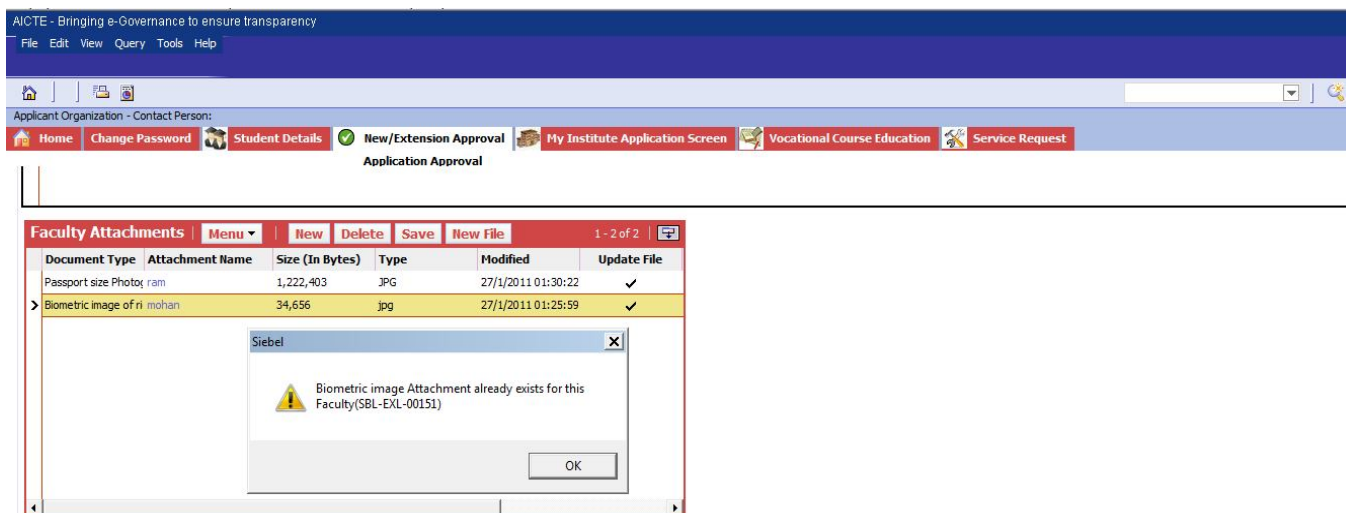 AICTE - Bringing e-Governance to ensure transparency
File Edit View Query Tools Help
Applicant Organization - Contact Person:
Home Change Password Student Details New/Extension Approval My Institute Application Screen Vocational Course Education Service Request
Application Approval
Faculty Attachments Menu New Delete Save New File 1 - 2 of 2
Document Type Attachment Name Size (In Bytes) Type Modified Update File
Passport size Photog ram 1,222,403 JPG 27/1/2011 01:30:22
Biometric image of ri mohan 34,656 jpg 27/1/2011 01:25:59
Siebel
Biometric image Attachment already exists for this
Faculty(SBL-EXL-00151)
OK